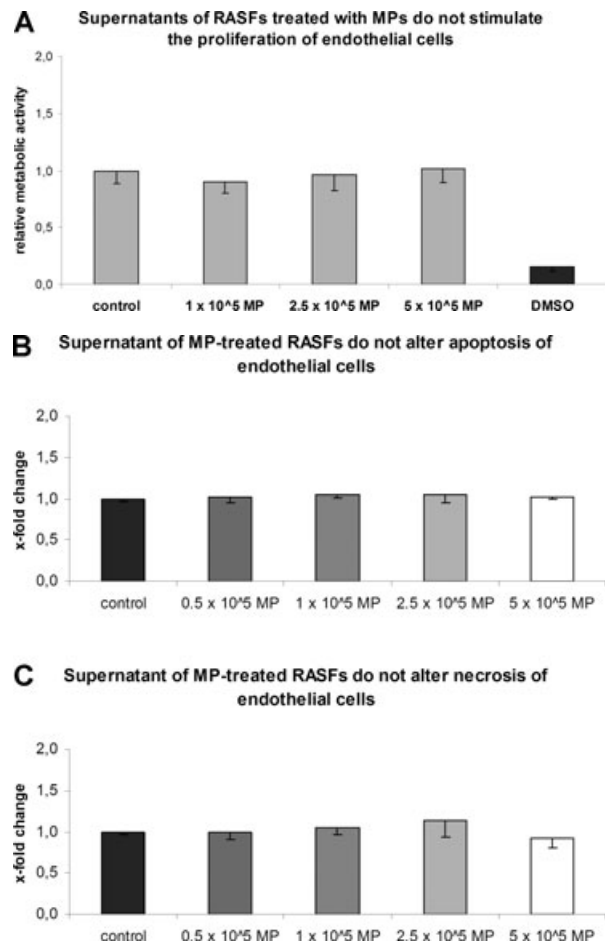 A
Supernatants of RASFs treated with MPs do not stimulate
the proliferation of endothelial cells
relative metabolic activity
2,0
1,5
1,0
0,5
0,0
control 1 x 10^5 MP 2.5 x 10^5 MP 5 x 10^5 MP DMSO
B
Supernatant of MP-treated RASFs do not alter apoptosis of
endothelial cells
x-fold change
2,0
1,5
1,0
0,5
0,0
control 0.5 x 10^5 MP 1 x 10^5 MP 2.5 x 10^5 MP 5 x 10^5 MP
C
Supernatant of MP-treated RASFs do not alter necrosis of
endothelial cells
x-fold change
2,0
1,5
1,0
0,5
0,0
control 0.5 x 10^5 MP 1 x 10^5 MP 2.5 x 10^5 MP 5 x 10^5 MP